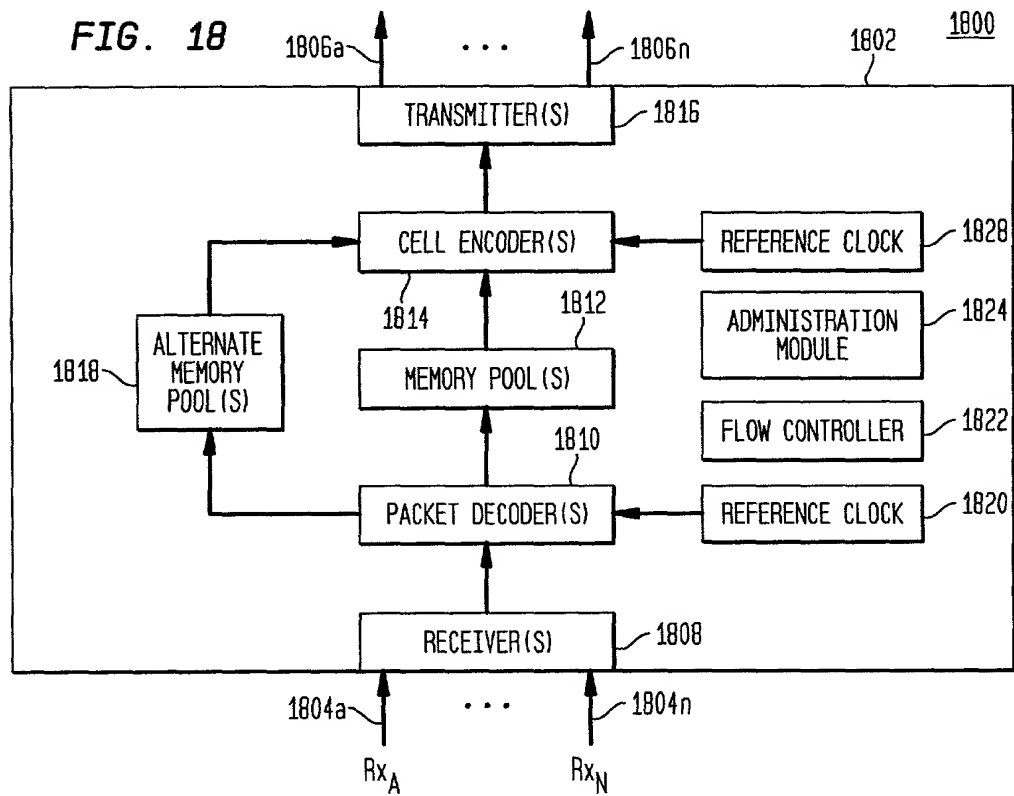 FIG. 18
1806a
...
1806n
1800
1802
TRANSMITTER(S)
1816
CELL ENCODER(S)
REFERENCE CLOCK
1828
1814
1812
ADMINISTRATION
MODULE
1824
1818
ALTERNATE
MEMORY
POOL(S)
MEMORY POOL(S)
FLOW CONTROLLER
1822
1810
PACKET DECODER(S)
REFERENCE CLOCK
1820
RECEIVER(S)
1808
1804a
...
1804n
RxA
RxN